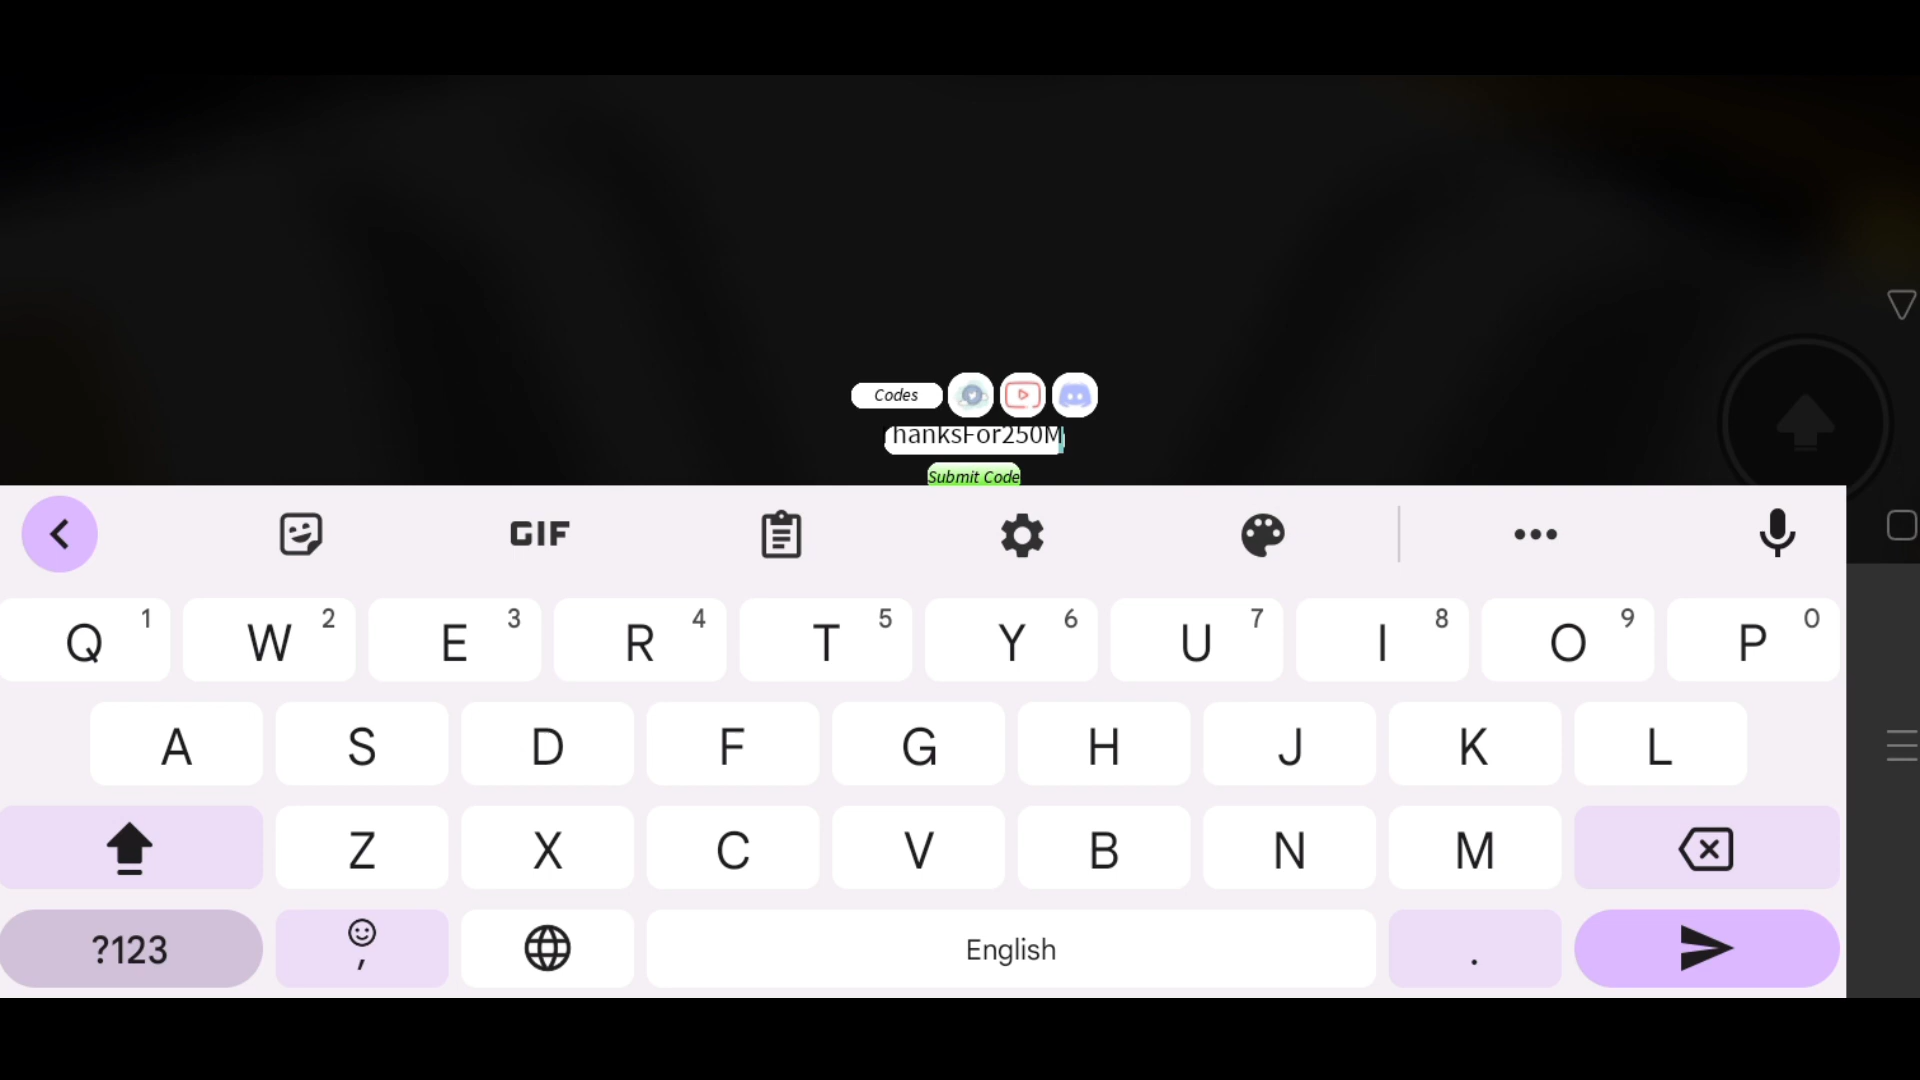 Codes
hanksFor250M
Submit Code
GIF
Q 1 W 2 E 3 R 4 T 5 Y 6 U 7 I 8 O 9 P 0
A S D F G H J K L
Z X C V B N M
?123 , English .